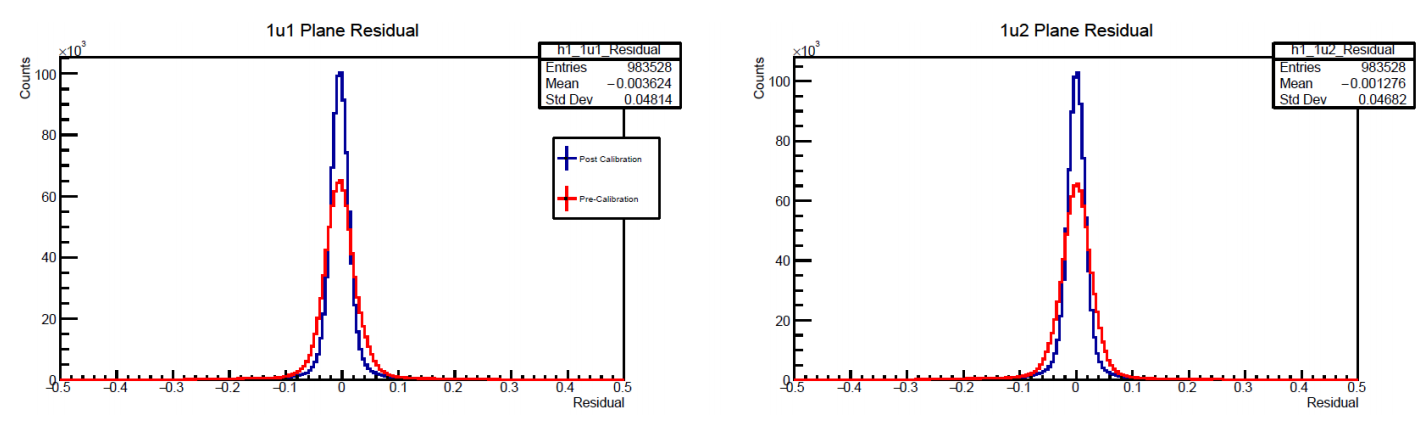 1u1 Plane Residual
×10³
Counts
h1_1u1_Residual
Entries 983528
Mean −0.003624
Std Dev 0.04814
Post Calibration
Pre-Calibration
100
80
60
40
20
0
−0.5 −0.4 −0.3 −0.2 −0.1 0 0.1 0.2 0.3 0.4 0.5
Residual
1u2 Plane Residual
×10³
Counts
h1_1u2_Residual
Entries 983528
Mean −0.001276
Std Dev 0.04682
100
80
60
40
20
0
−0.5 −0.4 −0.3 −0.2 −0.1 0 0.1 0.2 0.3 0.4 0.5
Residual